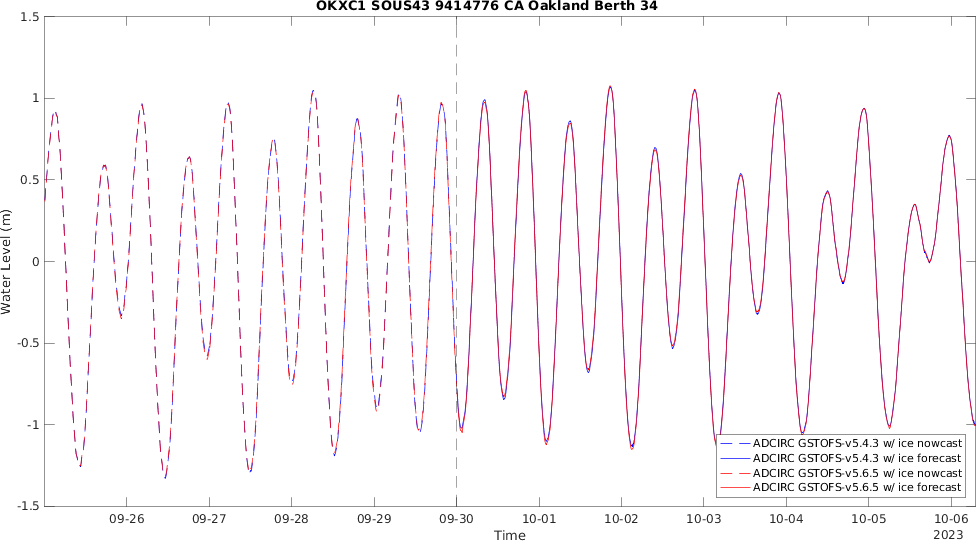 OKXC1 SOUS43 9414776 CA Oakland Berth 34
Water Level (m)
1.5
1
0.5
0
-0.5
-1
-1.5
ADCIRC GSTOFS-v5.4.3 w/ ice nowcast
ADCIRC GSTOFS-v5.4.3 w/ ice forecast
ADCIRC GSTOFS-v5.6.5 w/ ice nowcast
ADCIRC GSTOFS-v5.6.5 w/ ice forecast
09-26 09-27 09-28 09-29 09-30 10-01 10-02 10-03 10-04 10-05 10-06
Time 2023